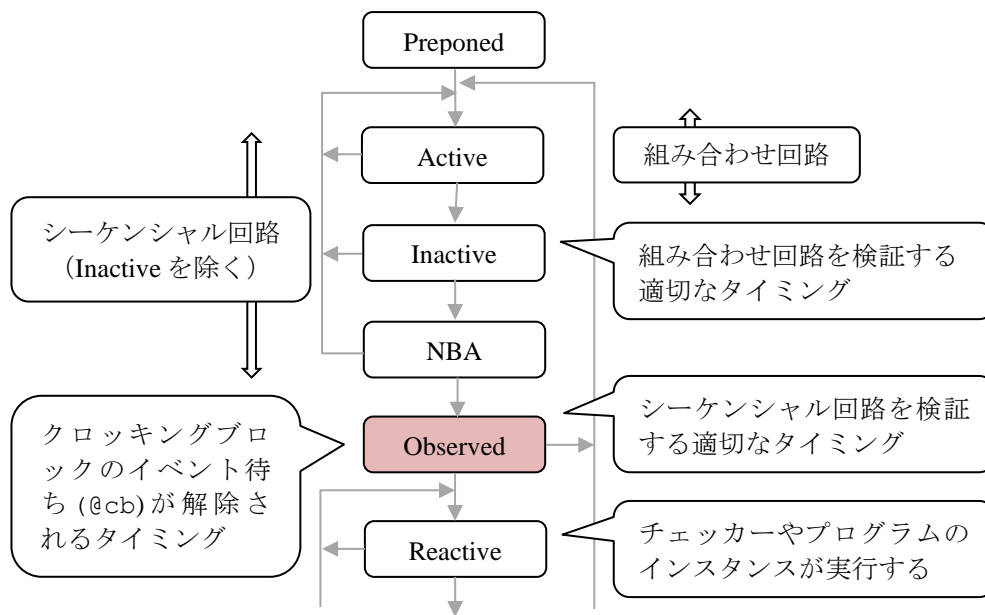 Preponed
Active
組み合わせ回路
シーケンシャル回路
（Inactive を除く）
Inactive
組み合わせ回路を検証する
適切なタイミング
NBA
シーケンシャル回路を検証
する適切なタイミング
クロッキングブロ
ックのイベント待
ち(@cb)が解除さ
れるタイミング
Observed
Reactive
チェッカーやプログラムの
インスタンスが実行する